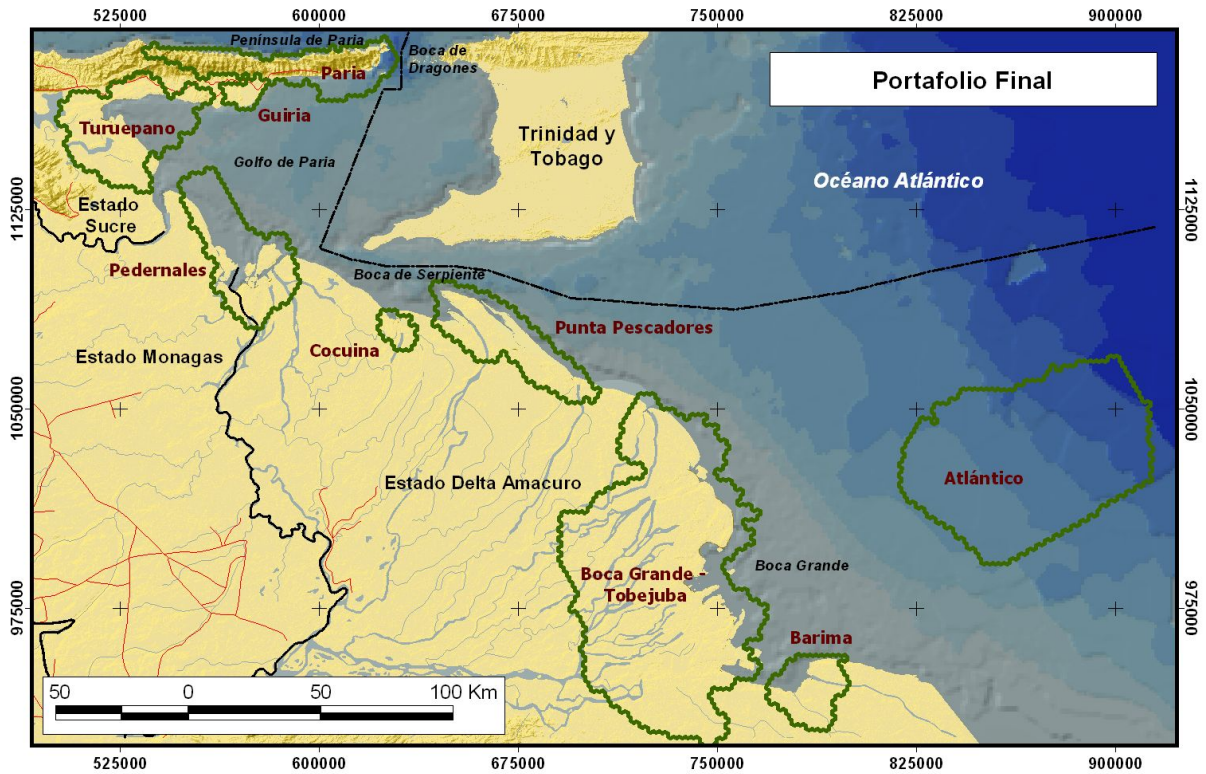 525000 600000 675000 750000 825000 900000
Península de Paria
Boca de
Dragones
Portafolio Final
Paria
Guiria
Turuepano
Trinidad y
Tobago
Golfo de Paria
Océano Atlántico
1125000
1125000
Estado
Sucre
Pedernales
Boca de Serpiente
Punta Pescadores
Cocuina
Estado Monagas
1050000
1050000
Estado Delta Amacuro
Atlántico
Boca Grande -
Tobejuba
Boca Grande
975000
975000
Barima
50 0 50 100 Km
525000 600000 675000 750000 825000 900000